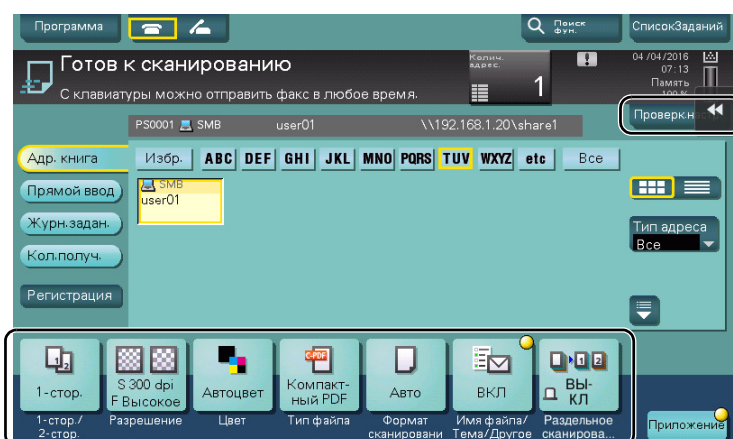 Программа
Поиск
фун.
СписокЗаданий
Готов к сканированию
С клавиатуры можно отправить факс в любое время.
Колич.
адрес.
1
04/04/2016
07:13
Память
100 %
PS0001 SMB user01 \\192.168.1.20\share1
Проверк.н
Адр. книга
Избр. ABC DEF GHI JKL MNO PQRS TUV WXYZ etc Все
Прямой ввод
SMB
user01
Журн.задан.
Тип адреса
Все
Кол.получ.
Регистрация
1-стор.
S 300 dpi
F Высокое
Автоцвет
C-PDF
Компакт-
ный PDF
Авто
ВКЛ
ВЫ-
КЛ
1-стор./
2-стор.
Разрешение
Цвет
Тип файла
Формат
сканировани
Имя файла/
Тема/Другое
Раздельное
сканирова...
Приложение